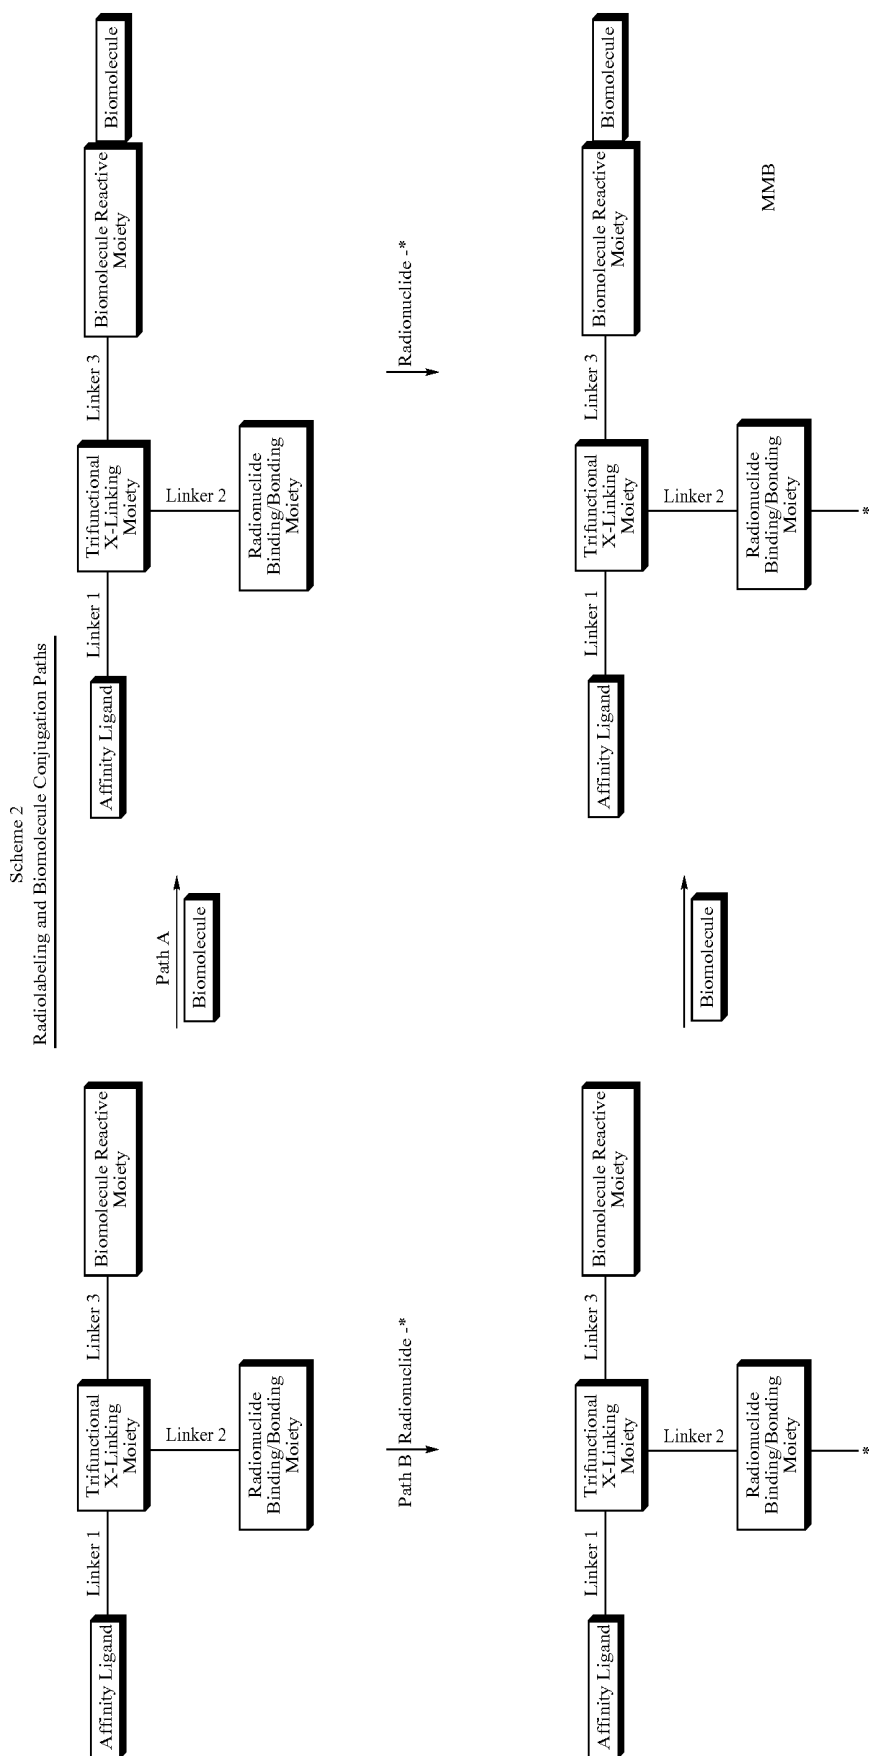 Scheme 2
Radiolabeling and Biomolecule Conjugation Paths
Affinity Ligand
Linker 1
Trifunctional
X-Linking
Moiety
Linker 3
Biomolecule Reactive
Moiety
Linker 2
Radionuclide
Binding/Bonding
Moiety
Path A
Biomolecule
Affinity Ligand
Linker 1
Trifunctional
X-Linking
Moiety
Linker 3
Biomolecule Reactive
Moiety
Biomolecule
Linker 2
Radionuclide
Binding/Bonding
Moiety
Path B
Radionuclide -*
Radionuclide -*
Affinity Ligand
Linker 1
Trifunctional
X-Linking
Moiety
Linker 3
Biomolecule Reactive
Moiety
Linker 2
Radionuclide
Binding/Bonding
Moiety
*
Biomolecule
Affinity Ligand
Linker 1
Trifunctional
X-Linking
Moiety
Linker 3
Biomolecule Reactive
Moiety
Biomolecule
Linker 2
Radionuclide
Binding/Bonding
Moiety
*
MMB